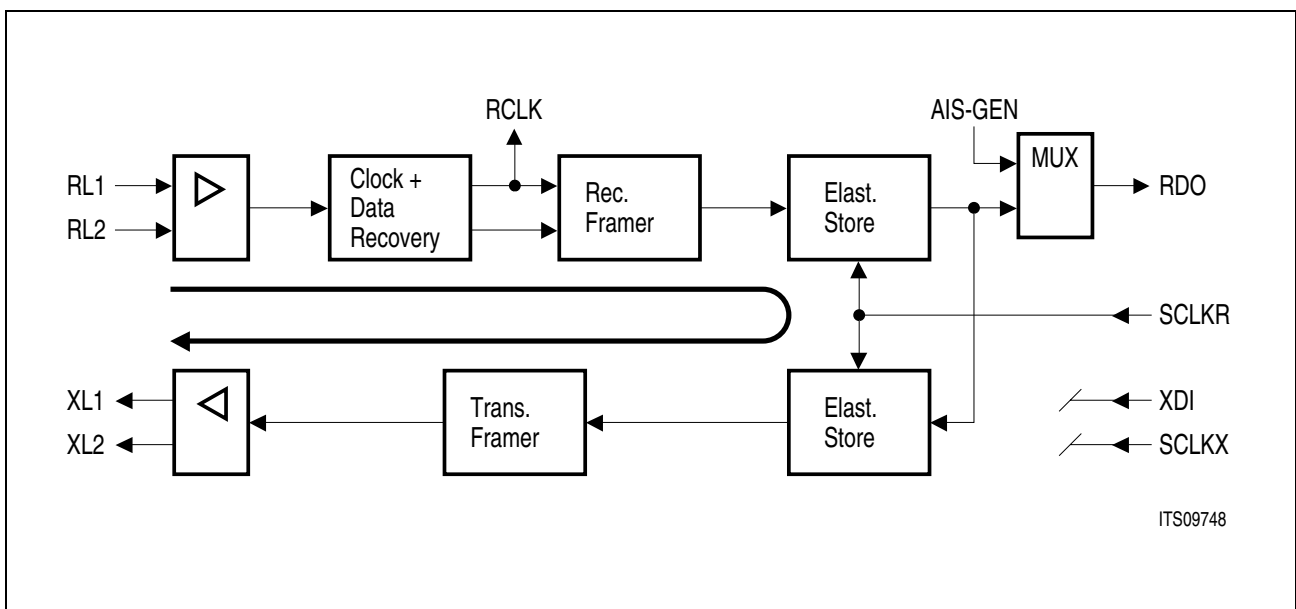 RCLK
AIS-GEN
RL1
RL2
Clock +
Data
Recovery
Rec.
Framer
Elast.
Store
MUX
RDO
SCLKR
XL1
XL2
Trans.
Framer
Elast.
Store
XDI
SCLKX
ITS09748